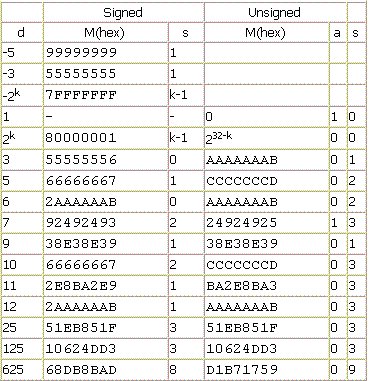 Signed Unsigned
d M(hex) s M(hex) a s
-5 99999999 1
-3 55555555 1
-2k 7FFFFFFF k-1
1 – - 0 1 0
2k 80000001 k-1 232-k 0 0
3 55555556 0 AAAAAAAB 0 1
5 66666667 1 CCCCCCCD 0 2
6 2AAAAAAB 0 AAAAAAAB 0 2
7 92492493 2 24924925 1 3
9 38E38E39 1 38E38E39 0 1
10 66666667 2 CCCCCCCD 0 3
11 2E8BA2E9 1 BA2E8BA3 0 3
12 2AAAAAAB 1 AAAAAAAB 0 3
25 51EB851F 3 51EB851F 0 3
125 10624DD3 3 10624DD3 0 3
625 68DB8BAD 8 D1B71759 0 9